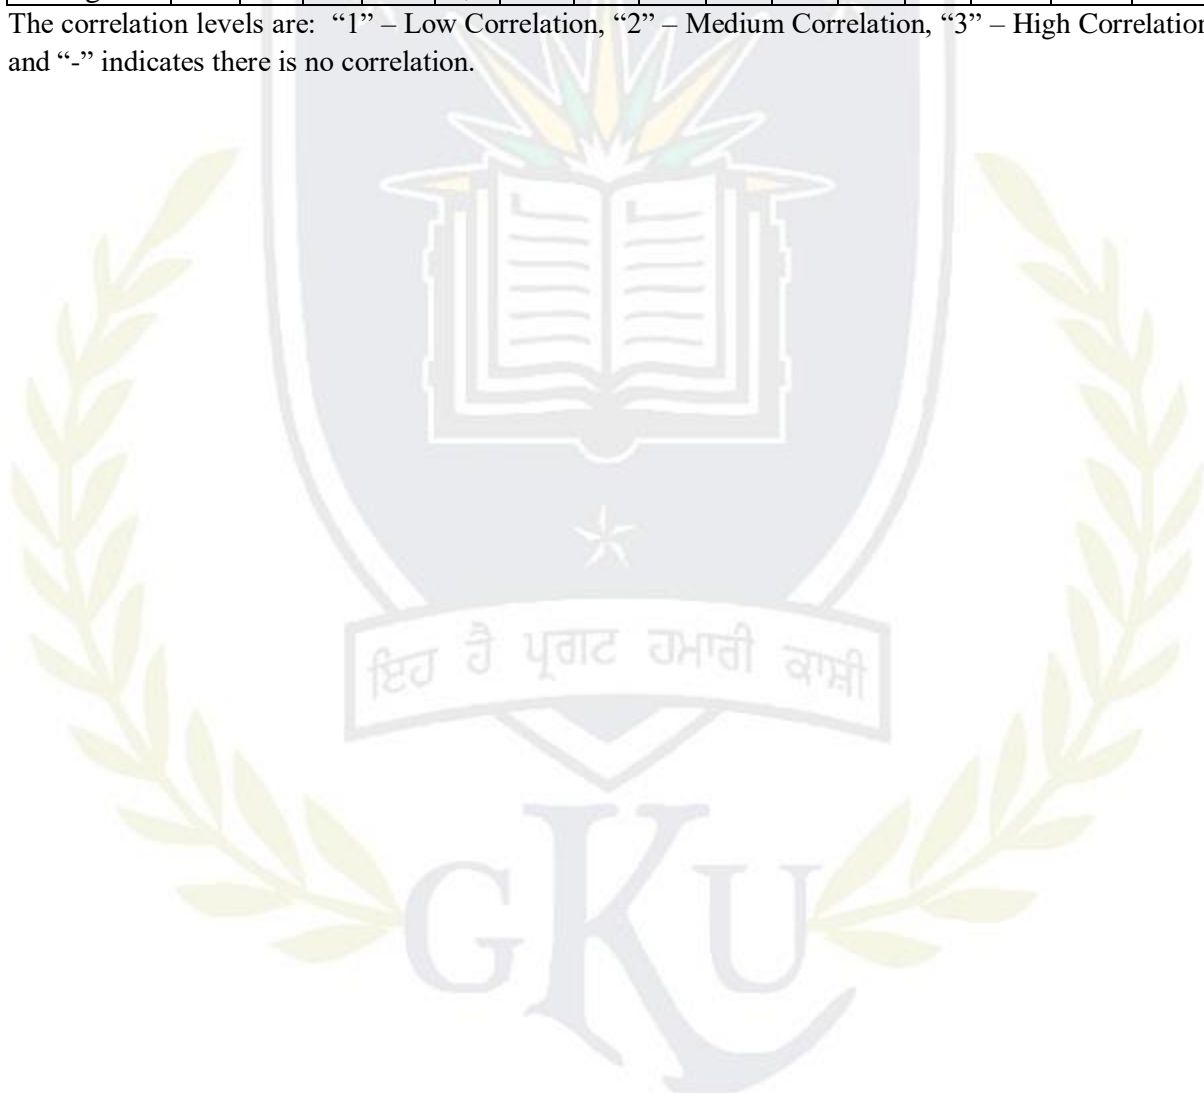 The correlation levels are: “1” – Low Correlation, “2” – Medium Correlation, “3” – High Correlation
and “-” indicates there is no correlation.
ਇਹ ਹੈ ਪ੍ਰਗਟ ਹਮਾਰੀ ਕਾਸ਼ੀ
GKU